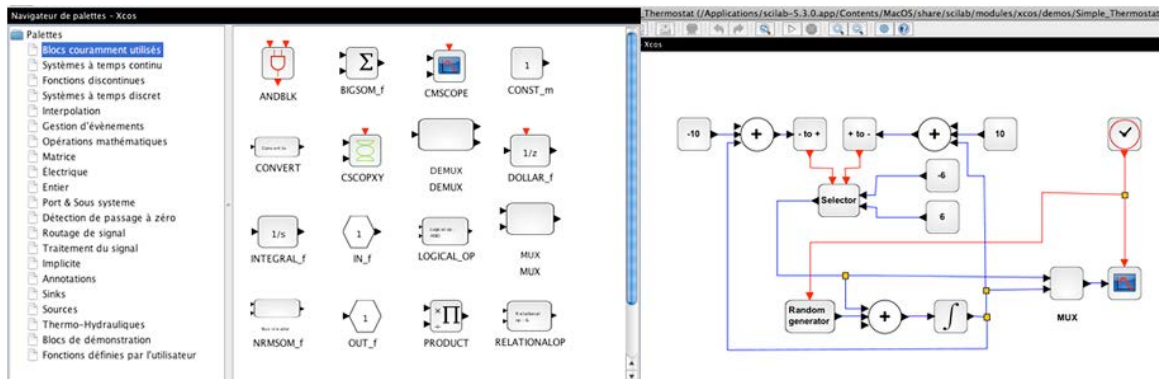 Navigateur de palettes - Xcos
Palettes
Blocs couramment utilisés
Systèmes à temps continu
Fonctions discontinues
Systèmes à temps discret
Interpolation
Gestion d'évènements
Opérations mathématiques
Matrice
Électrique
Entier
Port & Sous systeme
Détection de passage à zéro
Routage de signal
Traitement du signal
Implicite
Annotations
Sinks
Sources
Thermo-Hydrauliques
Blocs de démonstration
Fonctions définies par l'utilisateur
Σ
1
ANDBLK
BIGSOM_f
CMSCOPE
CONST_m
Convert to
1/z
CONVERT
CSCOPXY
DEMUX
DEMUX
DOLLAR_f
1/s
1
INTEGRAL_f
IN_f
LOGICAL_OP
MUX
MUX
1
Π
NRMSOM_f
OUT_f
PRODUCT
RELATIONALOP
_Thermostat (/Applications/scilab-5.3.0.app/Contents/MacOS/share/scilab/modules/xcos/demos/Simple_Thermostat
Xcos
-10
+
- to +
+ to -
+
10
-6
Selector
6
Random
generator
+
∫
MUX